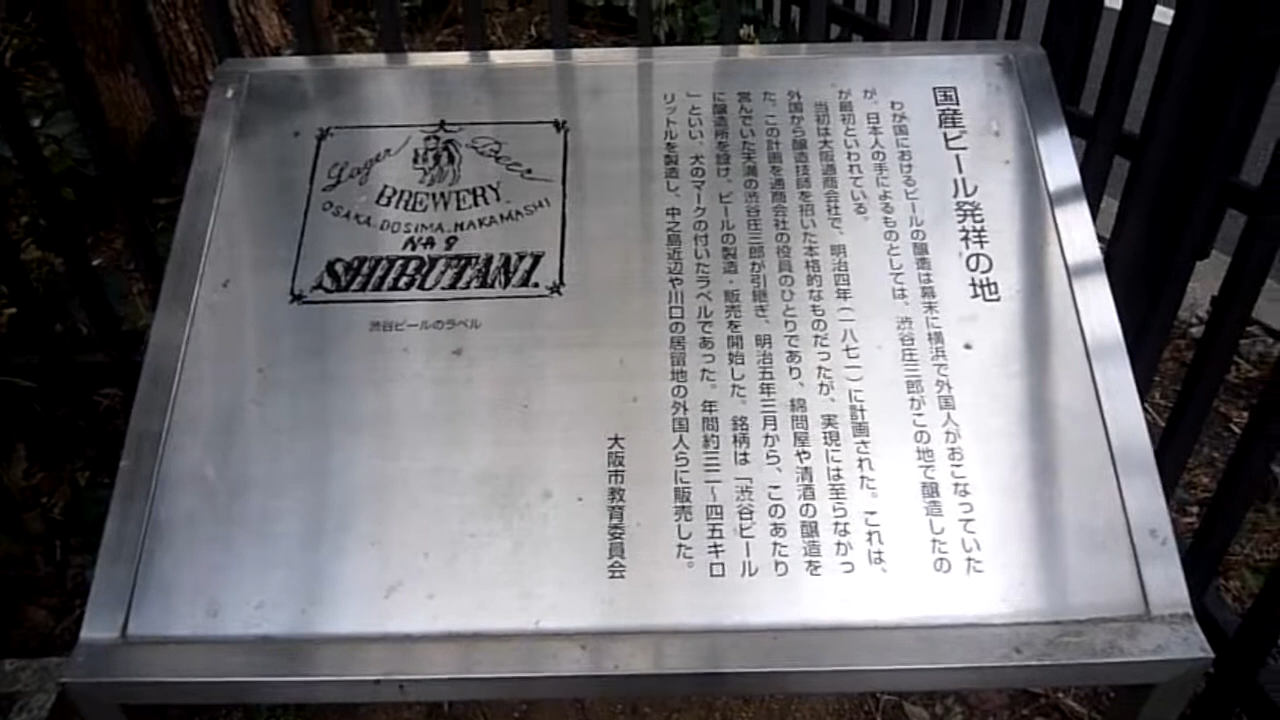 国産ビール発祥の地
わが国におけるビールの醸造は幕末に横浜で外国人がおこなっていた
が、日本人の手によるものとしては、渋谷庄三郎がこの地で醸造したの
が最初といわれている。
当初は大阪通商会社で、明治四年(一八七一)に計画された。これは、
外国から醸造技師を招いた本格的なものだったが、実現には至らなかっ
た。この計画を通商会社の役員のひとりであり、綿問屋や清酒の醸造を
営んでいた天満の渋谷庄三郎が引継ぎ、明治五年三月から、このあたり
に醸造所を設け、ビールの製造・販売を開始した。銘柄は「渋谷ビール
」といい、犬のマークの付いたラベルであった。年間約三二〜四五キロ
リットルを製造し、中之島近辺や川口の居留地の外国人らに販売した。
大阪市教育委員会
Lager Beer
BREWERY
OSAKA.DOSIMA.NAKAMASHI
NA 9
SHIBUTANI.
渋谷ビールのラベル